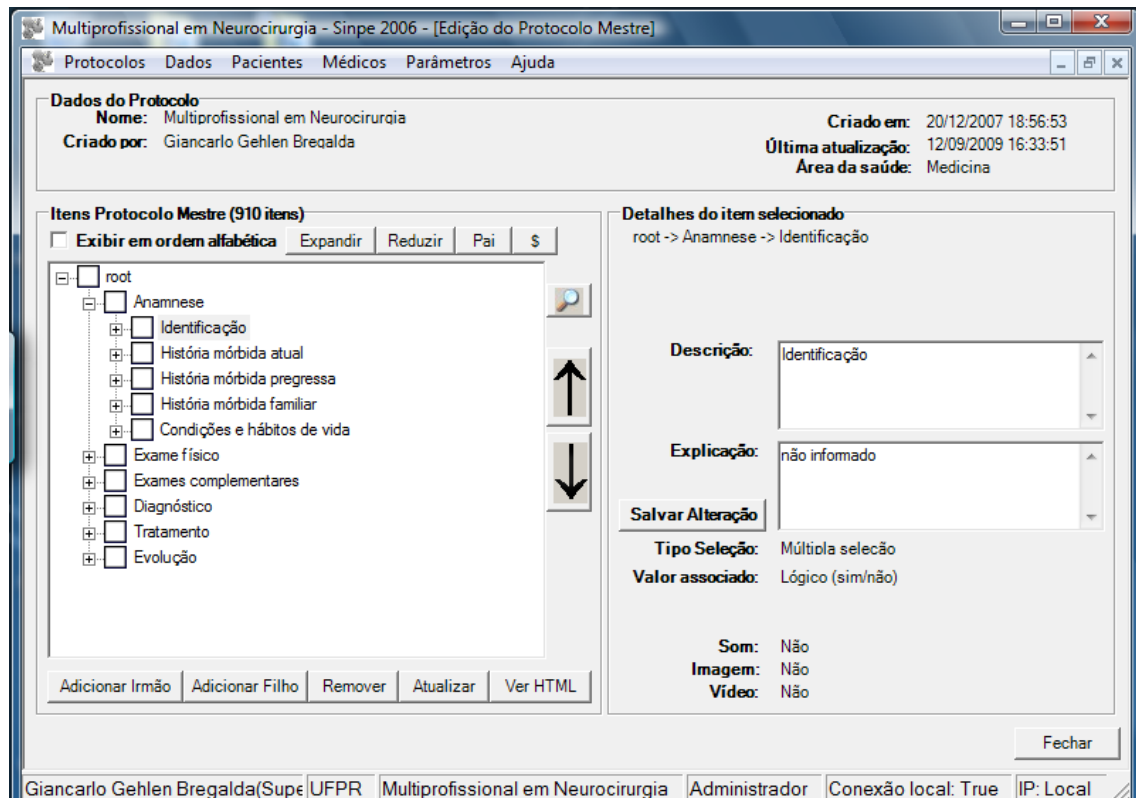 Multiprofissional em Neurocirurgia - Sinpe 2006 - [Edição do Protocolo Mestre]
Protocolos Dados Pacientes Médicos Parâmetros Ajuda
Dados do Protocolo
Nome: Multiprofissional em Neurocirurgia
Criado por: Giancarlo Gehlen Bregalda
Criado em: 20/12/2007 18:56:53
Última atualização: 12/09/2009 16:33:51
Área da saúde: Medicina
Itens Protocolo Mestre (910 itens)
Exibir em ordem alfabética Expandir Reduzir Pai $
root
Anamnese
Identificação
História mórbida atual
História mórbida pregressa
História mórbida familiar
Condições e hábitos de vida
Exame físico
Exames complementares
Diagnóstico
Tratamento
Evolução
Adicionar Irmão Adicionar Filho Remover Atualizar Ver HTML
Detalhes do item selecionado
root -> Anamnese -> Identificação
Descrição: Identificação
Explicação: não informado
Salvar Alteração
Tipo Seleção: Múltipla selecão
Valor associado: Lógico (sim/não)
Som: Não
Imagem: Não
Vídeo: Não
Fechar
Giancarlo Gehlen Bregalda(Supe UFPR Multiprofissional em Neurocirurgia Administrador Conexão local: True IP: Local